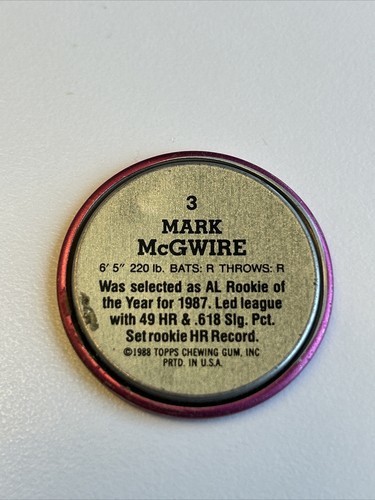 3
MARK
McGWIRE
6' 5" 220 lb. BATS: R THROWS: R
Was selected as AL Rookie of
the Year for 1987. Led league
with 49 HR & .618 Slg. Pct.
Set rookie HR Record.
©1988 TOPPS CHEWING GUM, INC
PRTD. IN U.S.A.